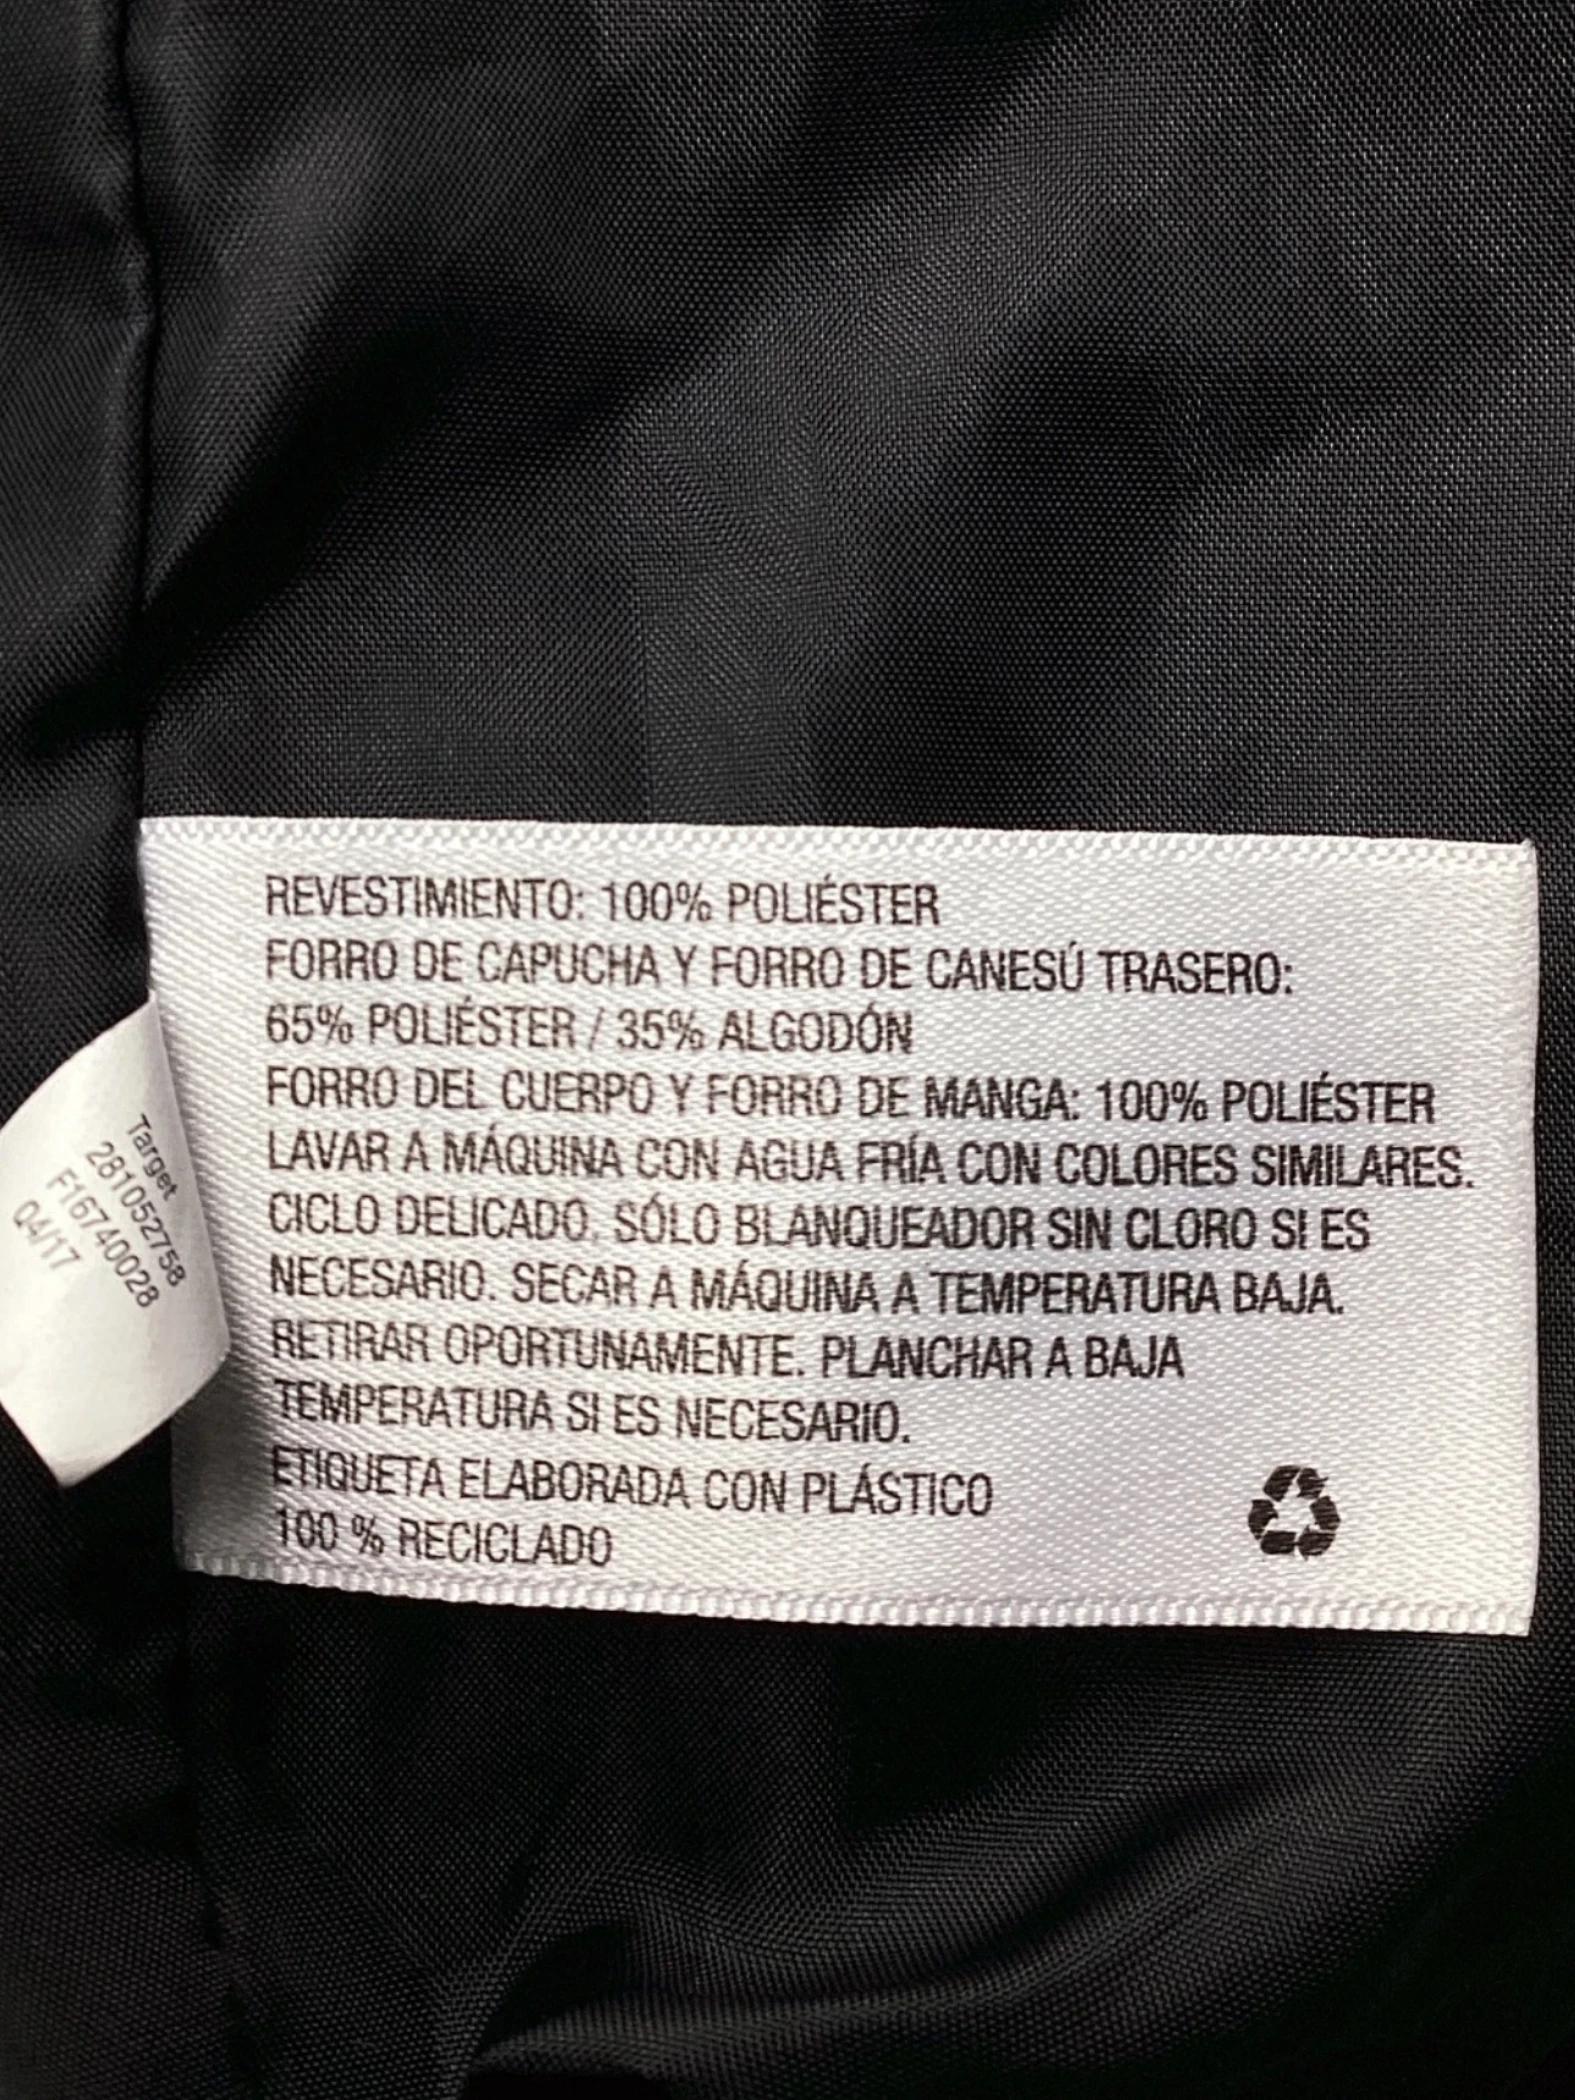 REVESTIMIENTO: 100% POLIÉSTER
FORRO DE CAPUCHA Y FORRO DE CANESÚ TRASERO:
65% POLIÉSTER / 35% ALGODÓN
FORRO DEL CUERPO Y FORRO DE MANGA: 100% POLIÉSTER
LAVAR A MÁQUINA CON AGUA FRÍA CON COLORES SIMILARES.
CICLO DELICADO. SÓLO BLANQUEADOR SIN CLORO SI ES
NECESARIO. SECAR A MÁQUINA A TEMPERATURA BAJA.
RETIRAR OPORTUNAMENTE. PLANCHAR A BAJA
TEMPERATURA SI ES NECESARIO.
ETIQUETA ELABORADA CON PLÁSTICO
100 % RECICLADO
Target
281052758
F16740028
04/17